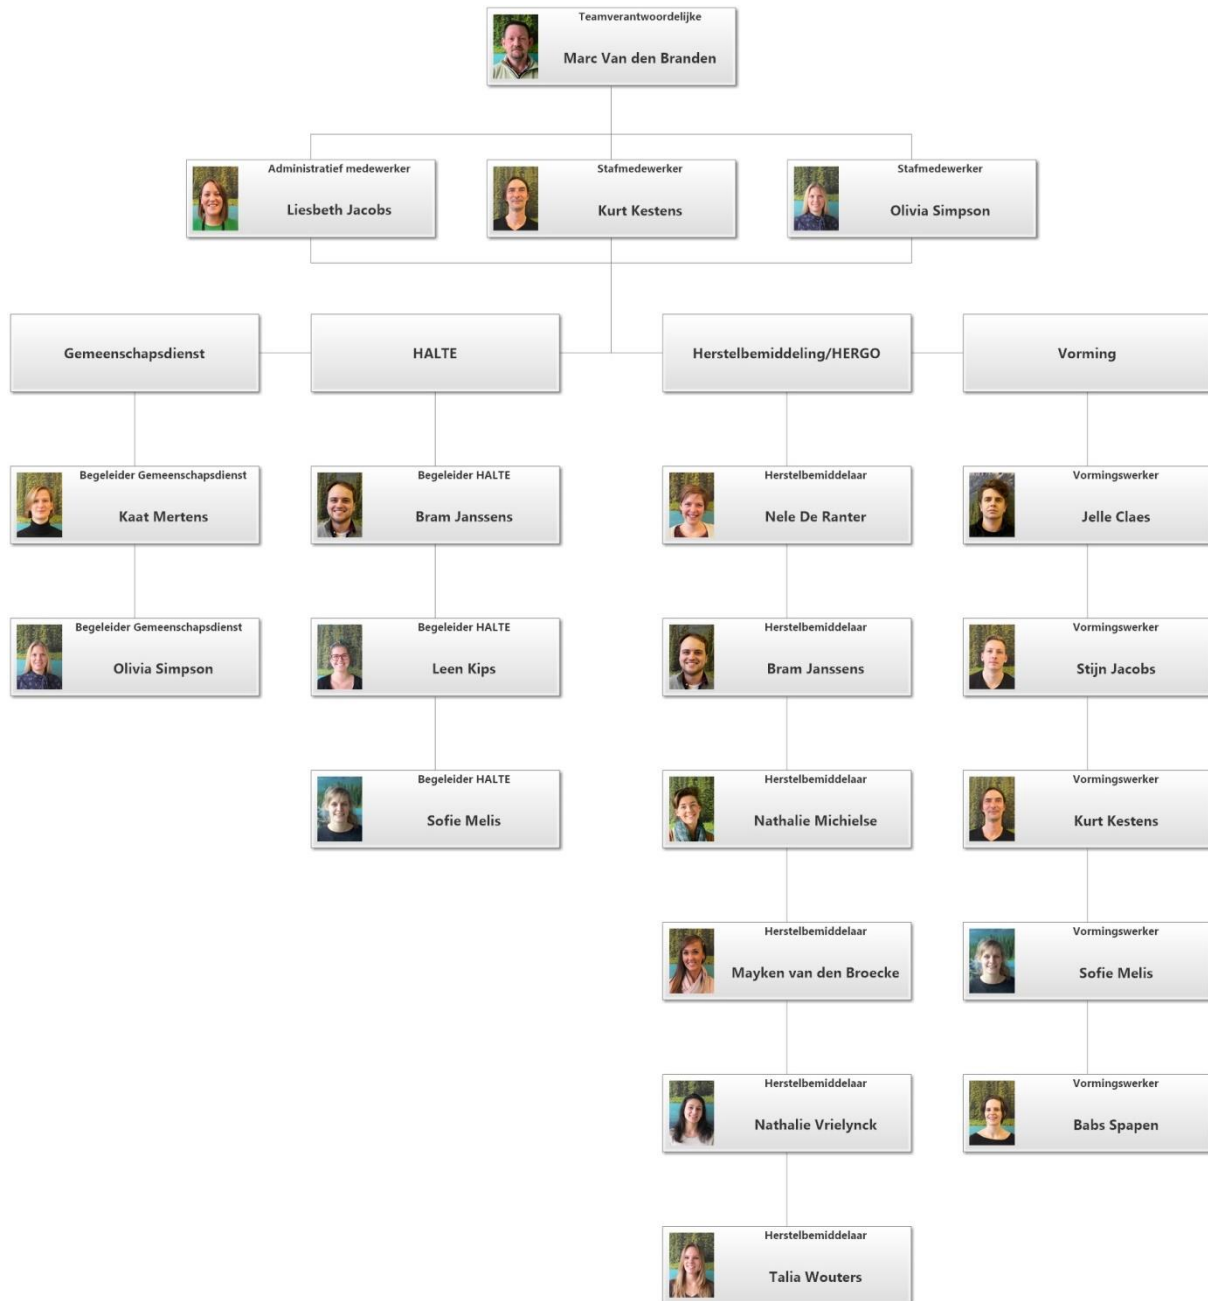 Teamverantwoordelijke
Marc Van den Branden
Administratief medewerker
Liesbeth Jacobs
Stafmedewerker
Kurt Kestens
Stafmedewerker
Olivia Simpson
Gemeenschapsdienst
HALTE
Herstelbemiddeling/HERGO
Vorming
Begeleider Gemeenschapsdienst
Kaat Mertens
Begeleider HALTE
Bram Janssens
Herstelbemiddelaar
Nele De Ranter
Vormingswerker
Jelle Claes
Begeleider Gemeenschapsdienst
Olivia Simpson
Begeleider HALTE
Leen Kips
Herstelbemiddelaar
Bram Janssens
Vormingswerker
Stijn Jacobs
Begeleider HALTE
Sofie Melis
Herstelbemiddelaar
Nathalie Michielse
Vormingswerker
Kurt Kestens
Herstelbemiddelaar
Mayken van den Broecke
Vormingswerker
Sofie Melis
Herstelbemiddelaar
Nathalie Vrielynck
Vormingswerker
Babs Spapen
Herstelbemiddelaar
Talia Wouters